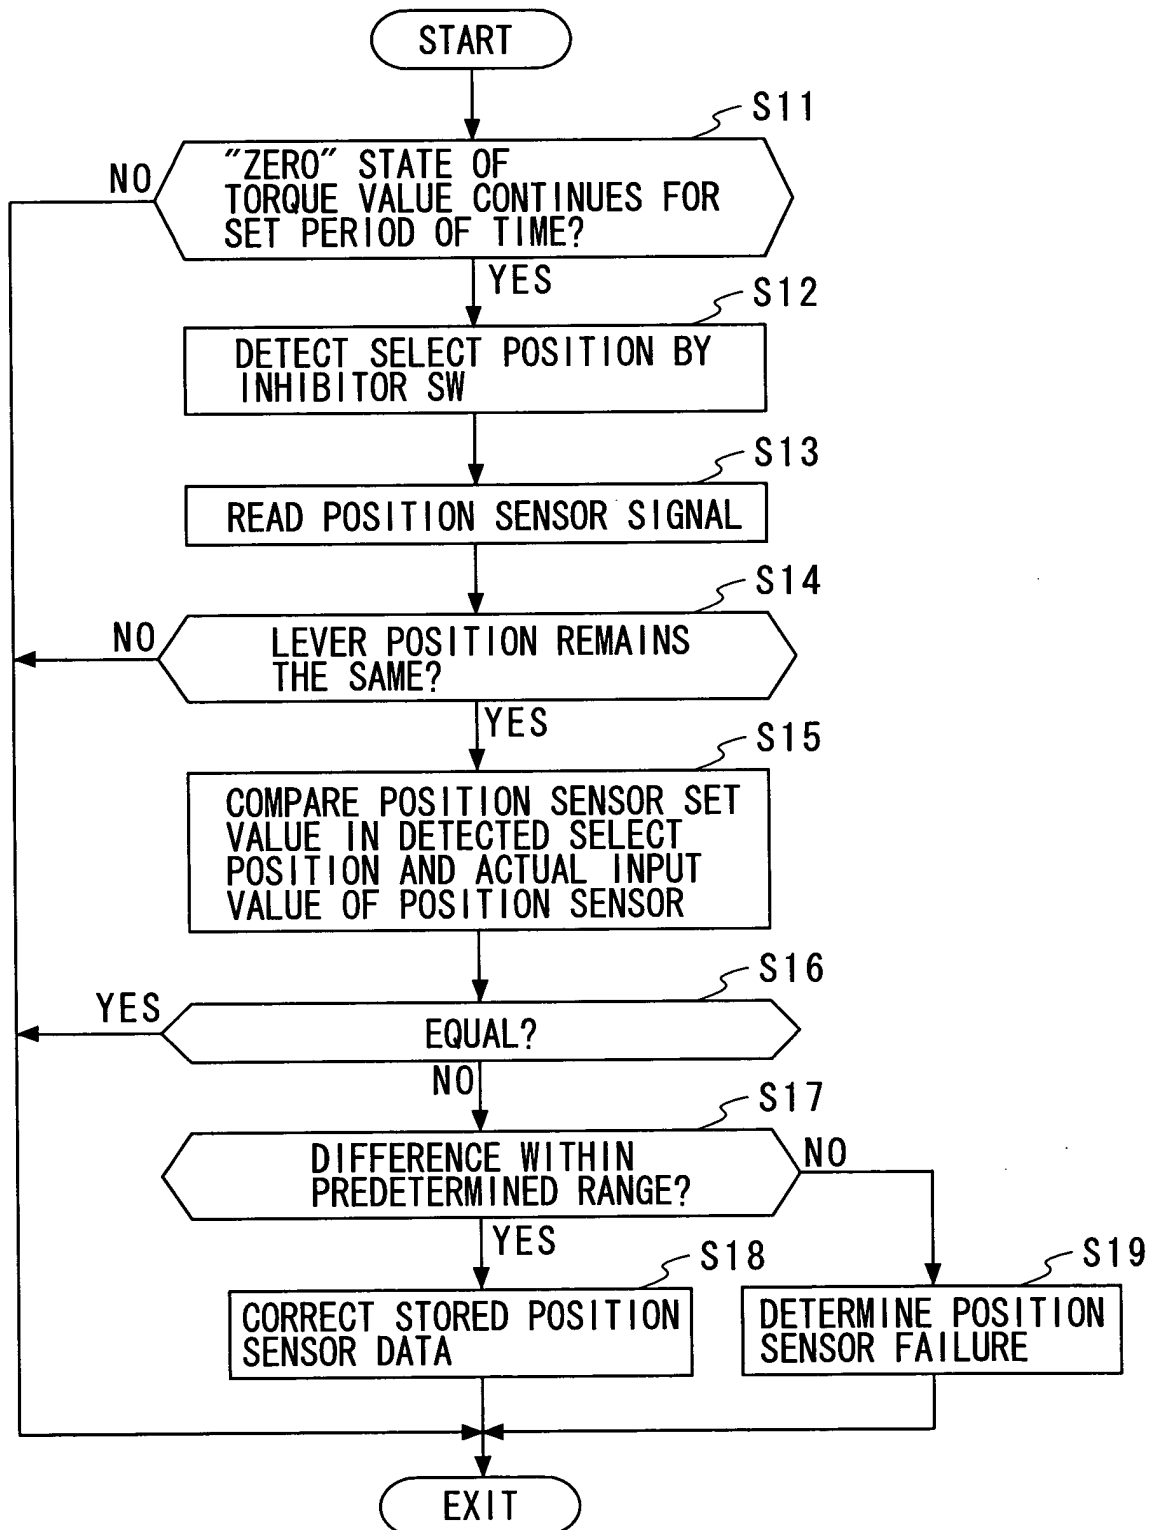 START
S11
"ZERO" STATE OF
TORQUE VALUE CONTINUES FOR
SET PERIOD OF TIME?
NO
YES
S12
DETECT SELECT POSITION BY
INHIBITOR SW
S13
READ POSITION SENSOR SIGNAL
S14
LEVER POSITION REMAINS
THE SAME?
NO
YES
S15
COMPARE POSITION SENSOR SET
VALUE IN DETECTED SELECT
POSITION AND ACTUAL INPUT
VALUE OF POSITION SENSOR
S16
YES
EQUAL?
NO
S17
DIFFERENCE WITHIN
PREDETERMINED RANGE?
NO
YES
S18
CORRECT STORED POSITION
SENSOR DATA
S19
DETERMINE POSITION
SENSOR FAILURE
EXIT